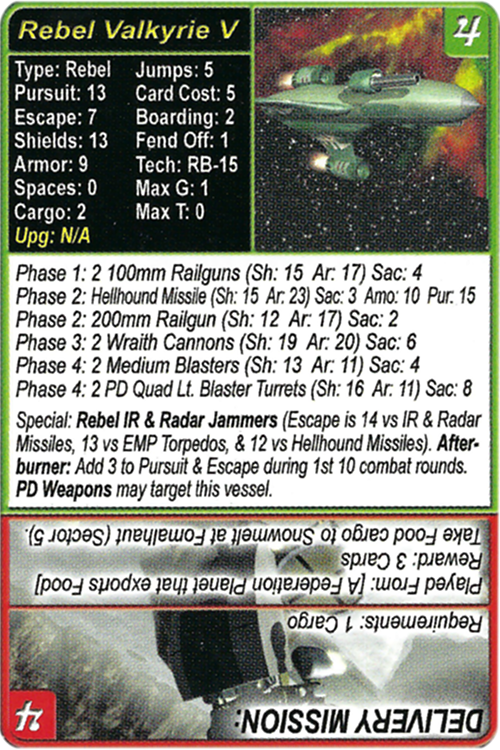 Rebel Valkyrie V
Type: Rebel Jumps: 5
Pursuit: 13 Card Cost: 5
Escape: 7 Boarding: 2
Shields: 13 Fend Off: 1
Armor: 9 Tech: RB-15
Spaces: 0 Max G: 1
Cargo: 2 Max T: 0
Upg: N/A
Phase 1: 2 100mm Railguns (Sh: 15 Ar: 17) Sac: 4
Phase 2: Hellhound Missile (Sh: 15 Ar: 23) Sac: 3 Amo: 10 Pur: 15
Phase 2: 200mm Railgun (Sh: 12 Ar: 17) Sac: 2
Phase 3: 2 Wraith Cannons (Sh: 19 Ar: 20) Sac: 6
Phase 4: 2 Medium Blasters (Sh: 13 Ar: 11) Sac: 4
Phase 4: 2 PD Quad Lt. Blaster Turrets (Sh: 16 Ar: 11) Sac: 8
Special: Rebel IR & Radar Jammers (Escape is 14 vs IR & Radar
Missiles, 13 vs EMP Torpedos, & 12 vs Hellhound Missiles). After-
burner: Add 3 to Pursuit & Escape during 1st 10 combat rounds.
PD Weapons may target this vessel.
DELIVERY MISSION:
Requirements: 1 Cargo
Played From: [A Federation Planet that exports Food]
Reward: 3 Cards
Take Food cargo to Snowmelt at Fomalhaut (Sector 5).